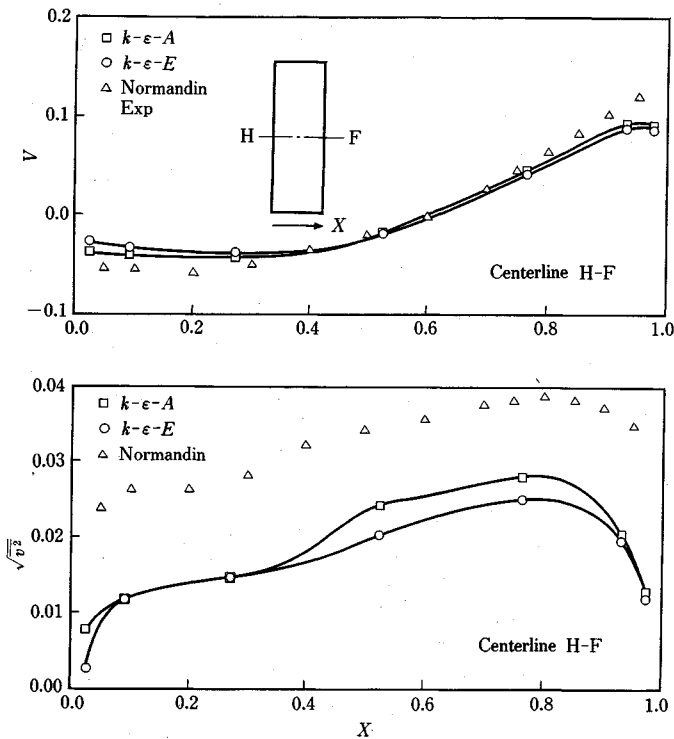 0.2
k-ε-A
k-ε-E
Normandin
Exp
0.1
H
F
V
0.0
X
Centerline H-F
−0.1
0.0 0.2 0.4 0.6 0.8 1.0
0.04
k-ε-A
k-ε-E
Normandin
0.03
0.02
√v²
0.01
Centerline H-F
0.00
0.0 0.2 0.4 0.6 0.8 1.0
X